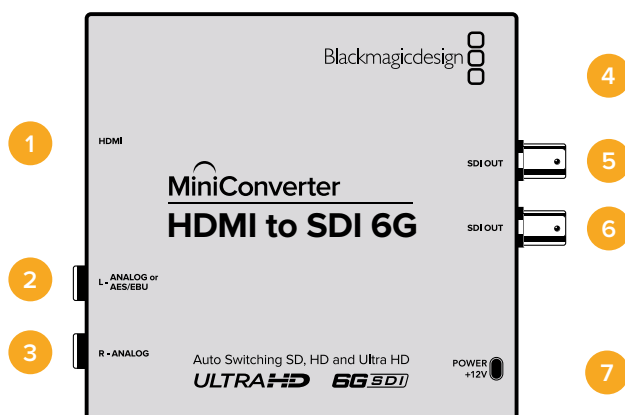 Blackmagicdesign
4
1
HDMI
SDI OUT
5
MiniConverter
HDMI to SDI 6G
SDI OUT
6
2
L - ANALOG or
AES/EBU
3
R - ANALOG
Auto Switching SD, HD and Ultra HD
ULTRAHD 6G SDI
POWER
+12V
7